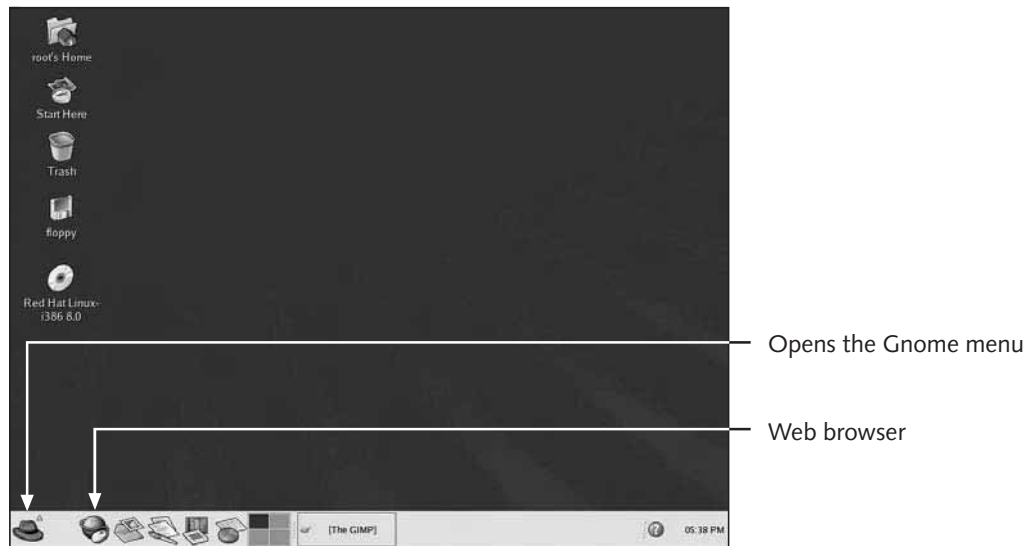 root's Home
Start Here
Trash
floppy
Red Hat Linux-
i386 8.0
Opens the Gnome menu
Web browser
[The GIMP]
05:38 PM